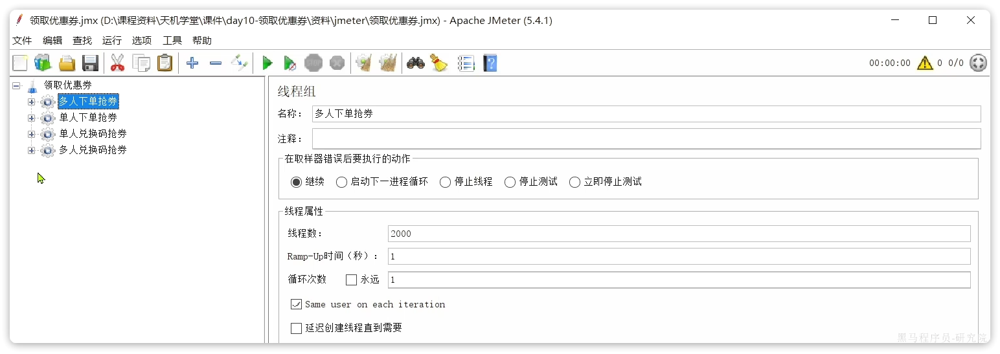 领取优惠券.jmx (D:\课程资料\天机学堂\课件\day10-领取优惠券\资料\jmeter\领取优惠券.jmx) - Apache JMeter (5.4.1)
文件 编辑 查找 运行 选项 工具 帮助
STOP 00:00:00 0 0/0
领取优惠券
多人下单抢券
单人下单抢券
单人兑换码抢券
多人兑换码抢券
线程组
名称： 多人下单抢券
注释：
在取样器错误后要执行的动作
继续 启动下一进程循环 停止线程 停止测试 立即停止测试
线程属性
线程数： 2000
Ramp-Up时间（秒）： 1
循环次数 永远 1
Same user on each iteration
延迟创建线程直到需要
黑马程序员-研究院